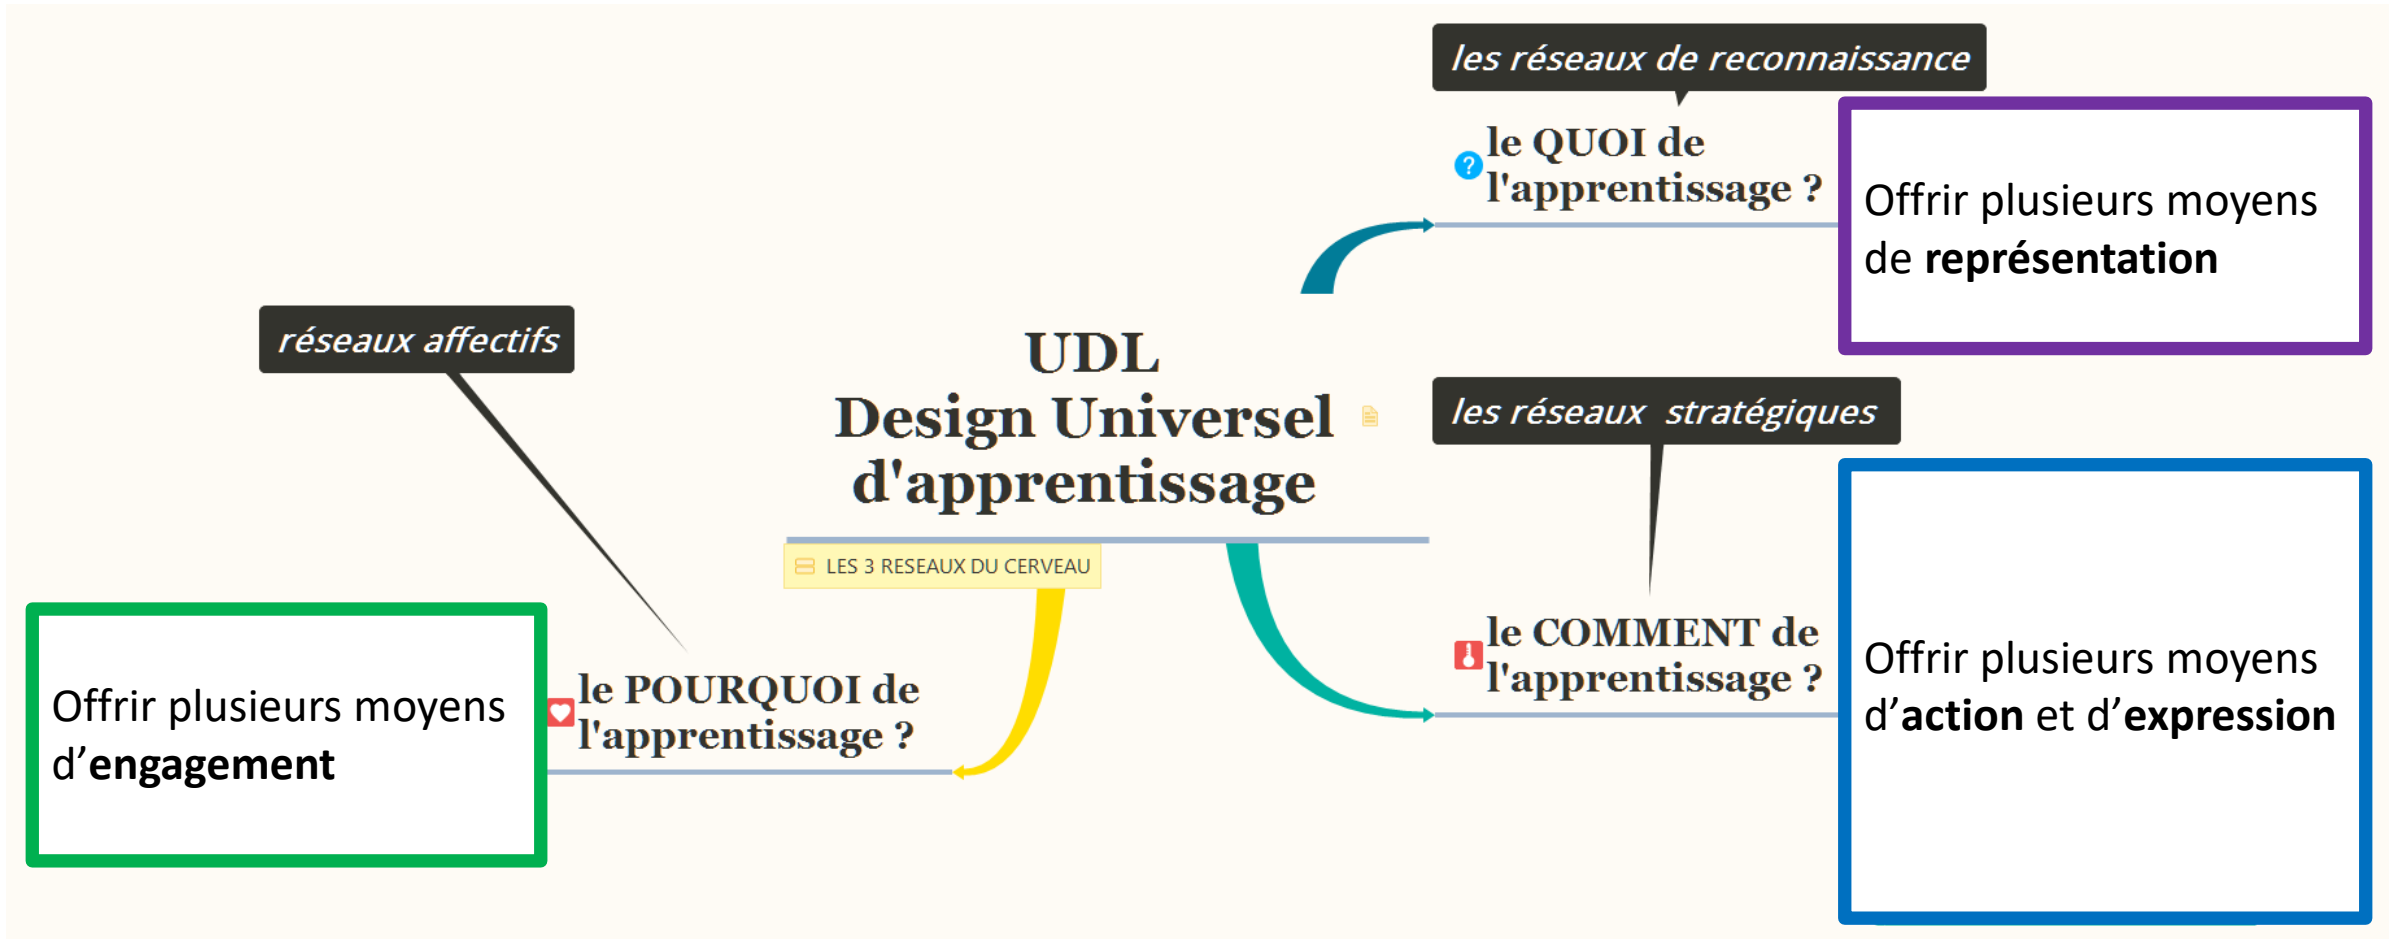 UDL
Design Universel
d'apprentissage
LES 3 RESEAUX DU CERVEAU
les réseaux de reconnaissance
le QUOI de
l'apprentissage ?
Offrir plusieurs moyens
de représentation
les réseaux stratégiques
le COMMENT de
l'apprentissage ?
Offrir plusieurs moyens
d’action et d’expression
réseaux affectifs
le POURQUOI de
l'apprentissage ?
Offrir plusieurs moyens
d’engagement